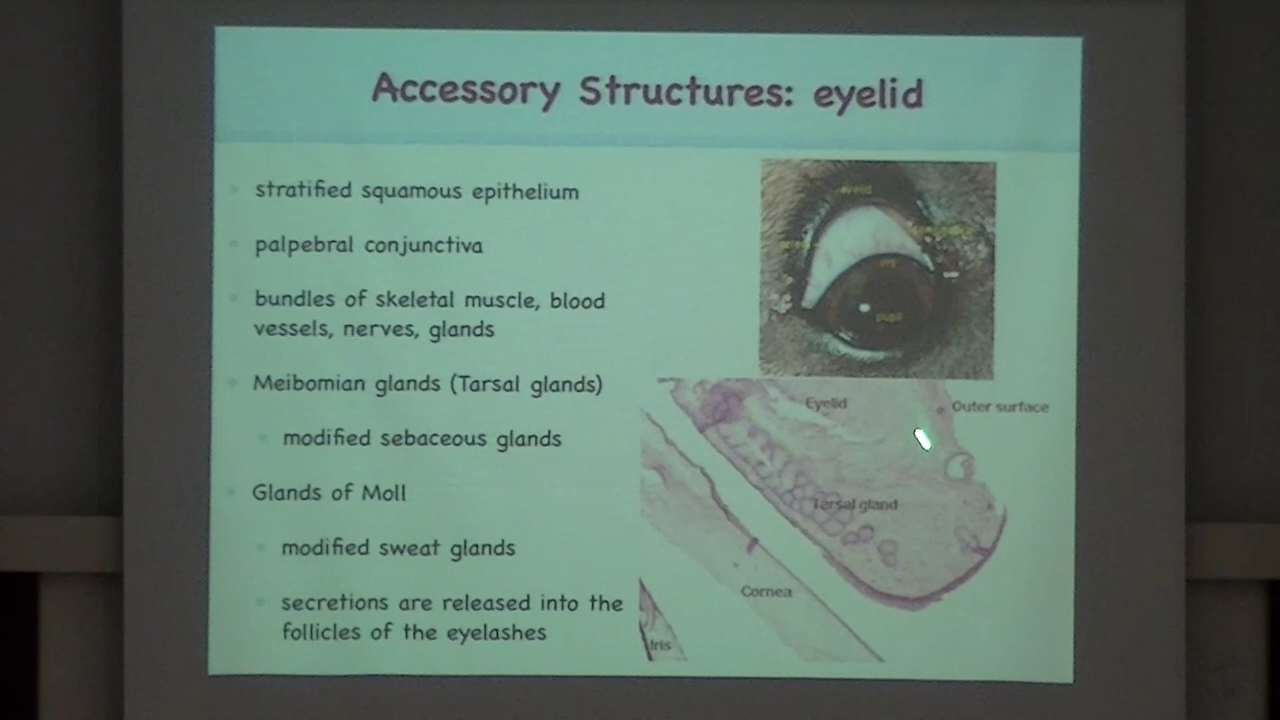 Accessory Structures: eyelid
stratified squamous epithelium
palpebral conjunctiva
bundles of skeletal muscle, blood
vessels, nerves, glands
Meibomian glands (Tarsal glands)
modified sebaceous glands
Glands of Moll
modified sweat glands
secretions are released into the
follicles of the eyelashes
eyelid
iris
pupil
Eyelid
Outer surface
Tarsal gland
Cornea
Iris